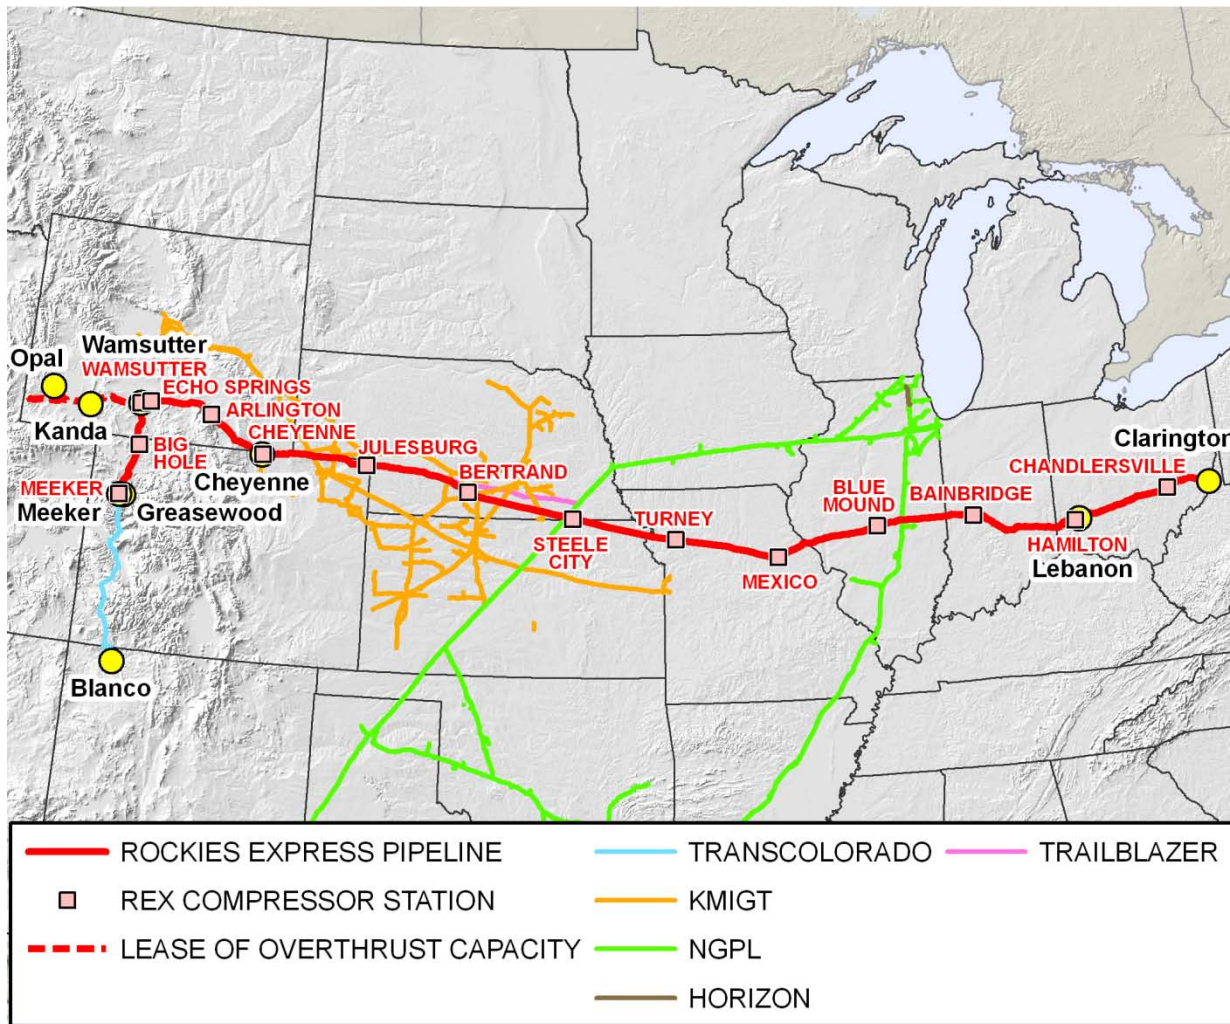 Opal
Wamsutter
WAMSUTTER
ECHO SPRINGS
ARLINGTON
Kanda
CHEYENNE
BIG
HOLE
JULESBURG
Cheyenne
BERTRAND
MEEKER
Meeker
Greasewood
STEELE
CITY
TURNEY
MEXICO
BLUE
MOUND
BAINBRIDGE
Clarington
CHANDLERSVILLE
HAMILTON
Lebanon
Blanco
ROCKIES EXPRESS PIPELINE
TRANSCOLORADO
TRAILBLAZER
REX COMPRESSOR STATION
KMIGT
LEASE OF OVERTHRUST CAPACITY
NGPL
HORIZON